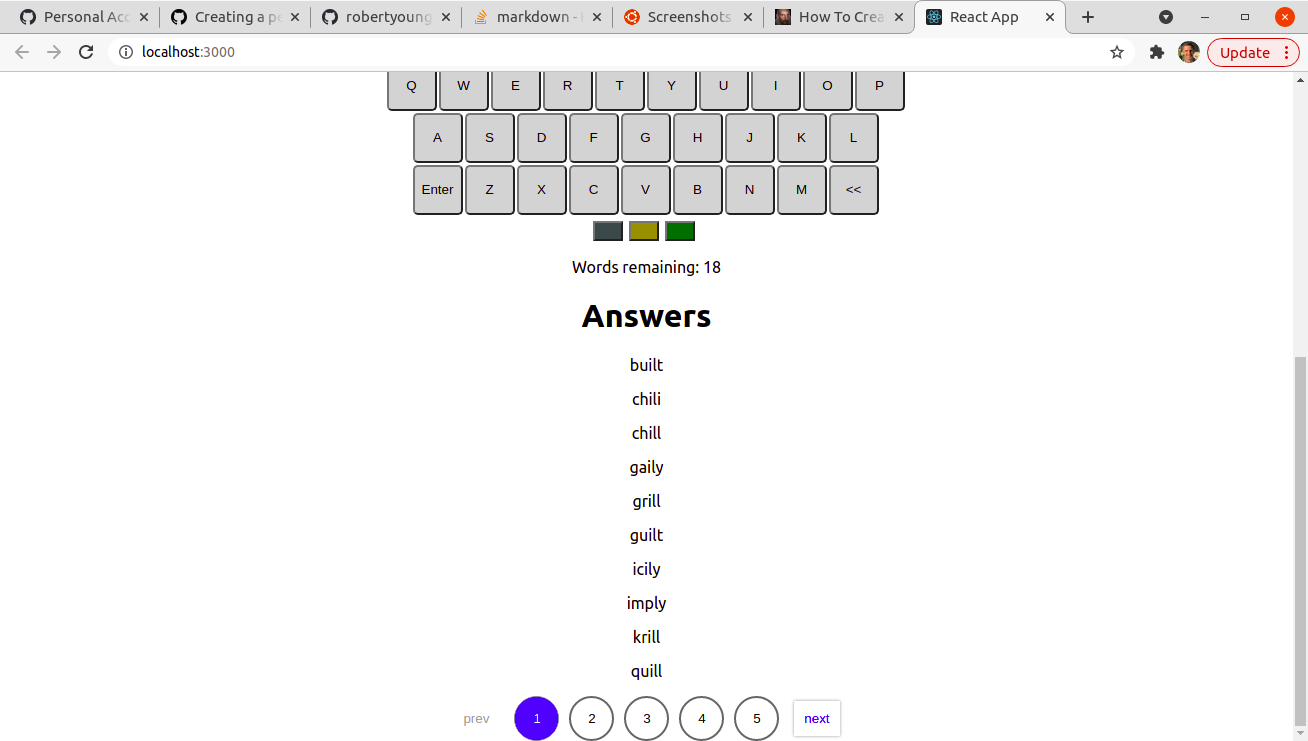 Personal Acc
Creating a pe
robertyoung
markdown -
Screenshots
How To Crea
React App
localhost:3000
Update
Q W E R T Y U I O P
A S D F G H J K L
Enter Z X C V B N M <<
Words remaining: 18
Answers
built
chili
chill
gaily
grill
guilt
icily
imply
krill
quill
prev 1 2 3 4 5 next